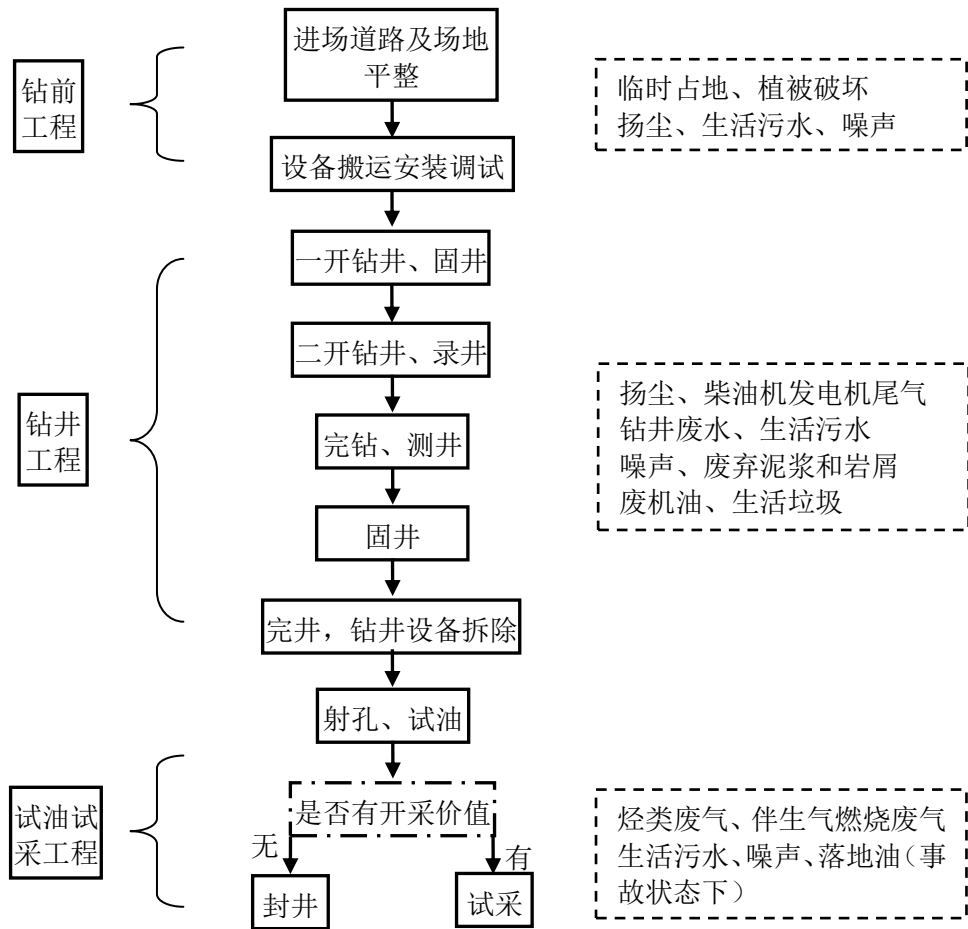 进场道路及场地
平整
钻前
工程
临时占地、植被破坏
扬尘、生活污水、噪声
设备搬运安装调试
一开钻井、固井
二开钻井、录井
钻井
工程
扬尘、柴油机发电机尾气
钻井废水、生活污水
噪声、废弃泥浆和岩屑
废机油、生活垃圾
完钻、测井
固井
完井，钻井设备拆除
射孔、试油
试油试
采工程
是否有开采价值
无
有
封井
试采
烃类废气、伴生气燃烧废气
生活污水、噪声、落地油（事
故状态下）